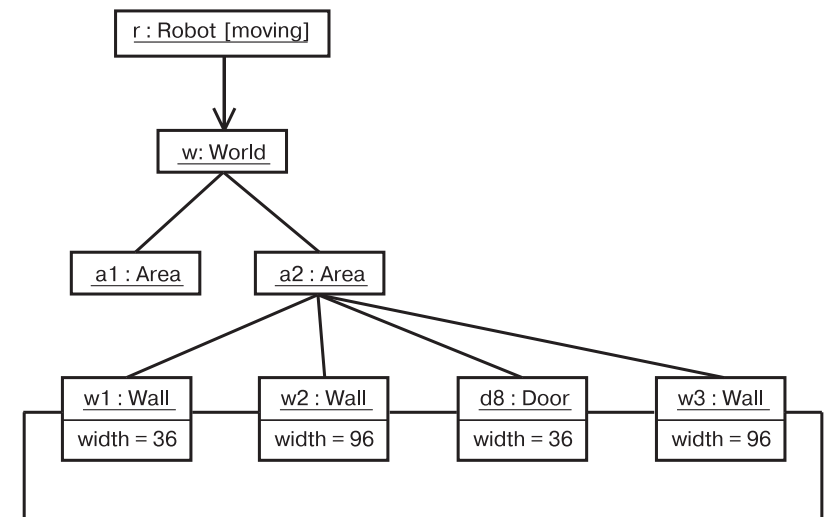 r : Robot [moving]
w: World
a1 : Area
a2 : Area
w1 : Wall
width = 36
w2 : Wall
width = 96
d8 : Door
width = 36
w3 : Wall
width = 96